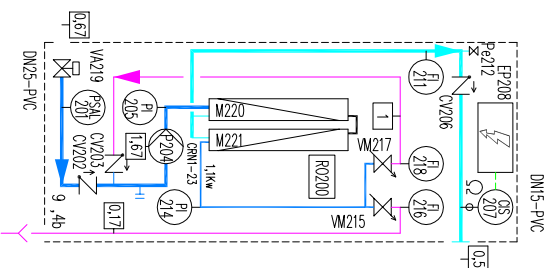 0,67
DN25-PVC
VA219
PSAL
201
PI
205
1,67
P204
CV203
CV202
CRN1-23
1,1Kw
9 ,4b
0,17
M220
M221
PI
214
R0200
VM217
VM215
1
FI
211
FI
218
FI
216
Pe212
CV206
EP208
CIS
207
Ω
DN15-PVC
0,5